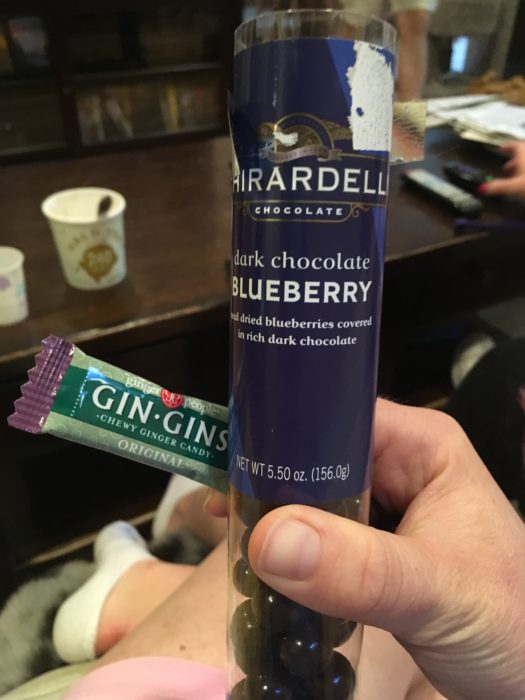 HIRARDELL
CHOCOLATE
dark chocolate
BLUEBERRY
real dried blueberries covered
in rich dark chocolate
NET WT 5.50 oz. (156.0g)
ginger people
GIN·GINS
·CHEWY GINGER CANDY·
ORIGINAL